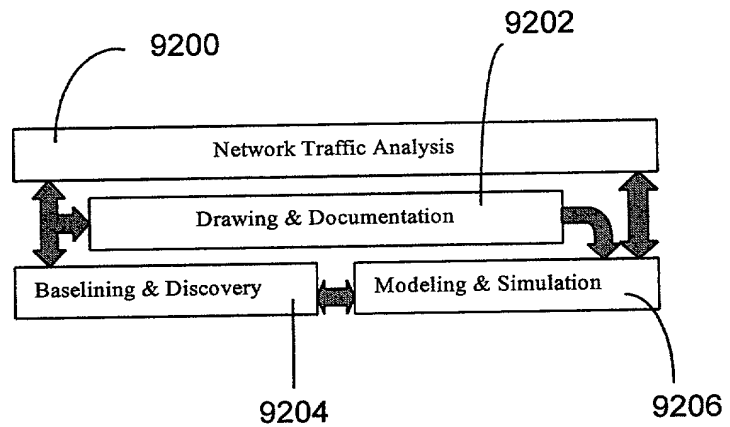 9202
9200
Network Traffic Analysis
Drawing & Documentation
Baselining & Discovery
Modeling & Simulation
9204
9206